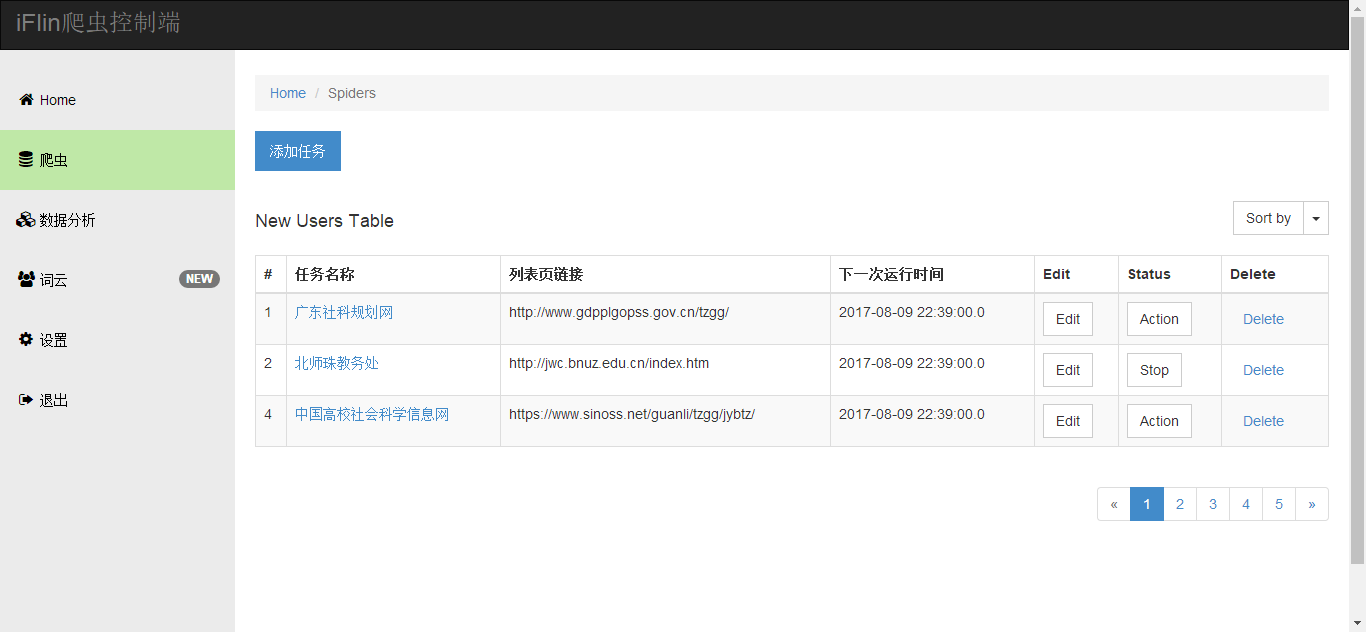 iFlin爬虫控制端
Home
爬虫
数据分析
词云 NEW
设置
退出
Home / Spiders
添加任务
New Users Table
Sort by
# 任务名称 列表页链接 下一次运行时间 Edit Status Delete
1 广东社科规划网 http://www.gdpplgopss.gov.cn/tzgg/ 2017-08-09 22:39:00.0 Edit Action Delete
2 北师珠教务处 http://jwc.bnuz.edu.cn/index.htm 2017-08-09 22:39:00.0 Edit Stop Delete
4 中国高校社会科学信息网 https://www.sinoss.net/guanli/tzgg/jybtz/ 2017-08-09 22:39:00.0 Edit Action Delete
« 1 2 3 4 5 »